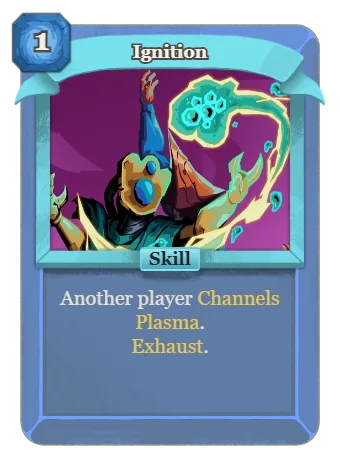 1
Ignition
Skill
Another player Channels
Plasma.
Exhaust.